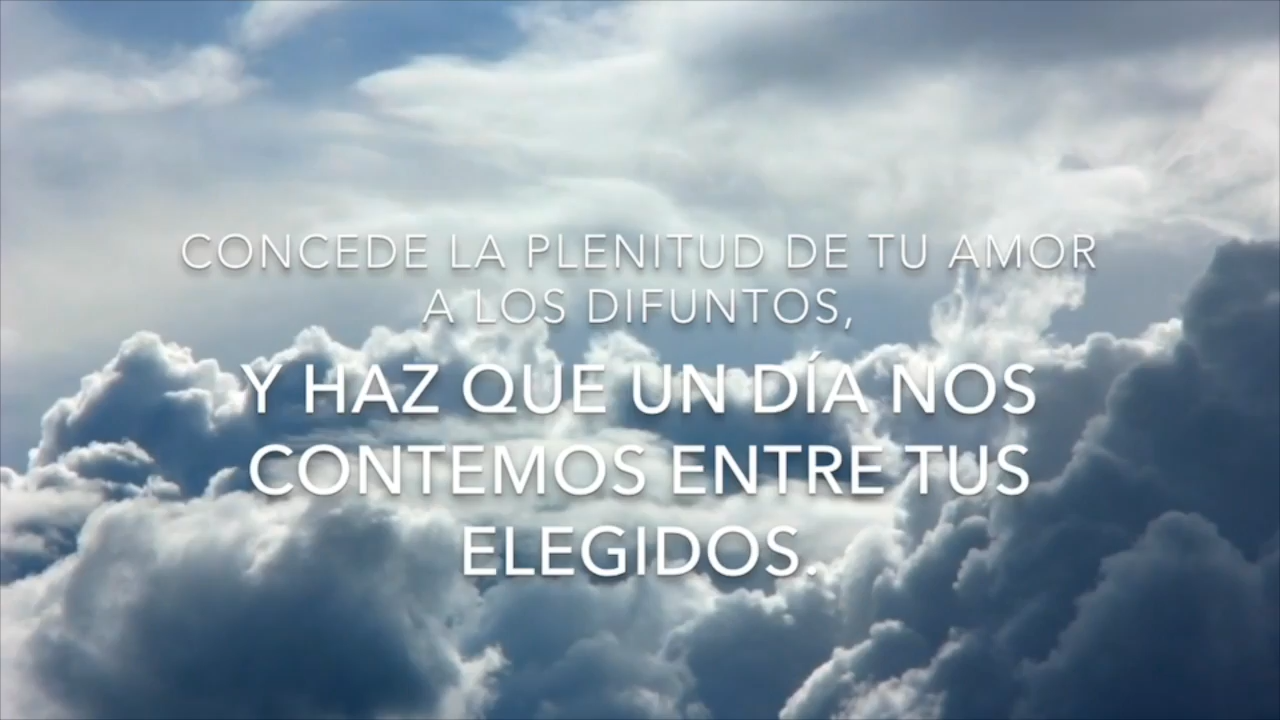 CONCEDE LA PLENITUD DE TU AMOR
A LOS DIFUNTOS,
Y HAZ QUE UN DÍA NOS
CONTEMOS ENTRE TUS
ELEGIDOS.